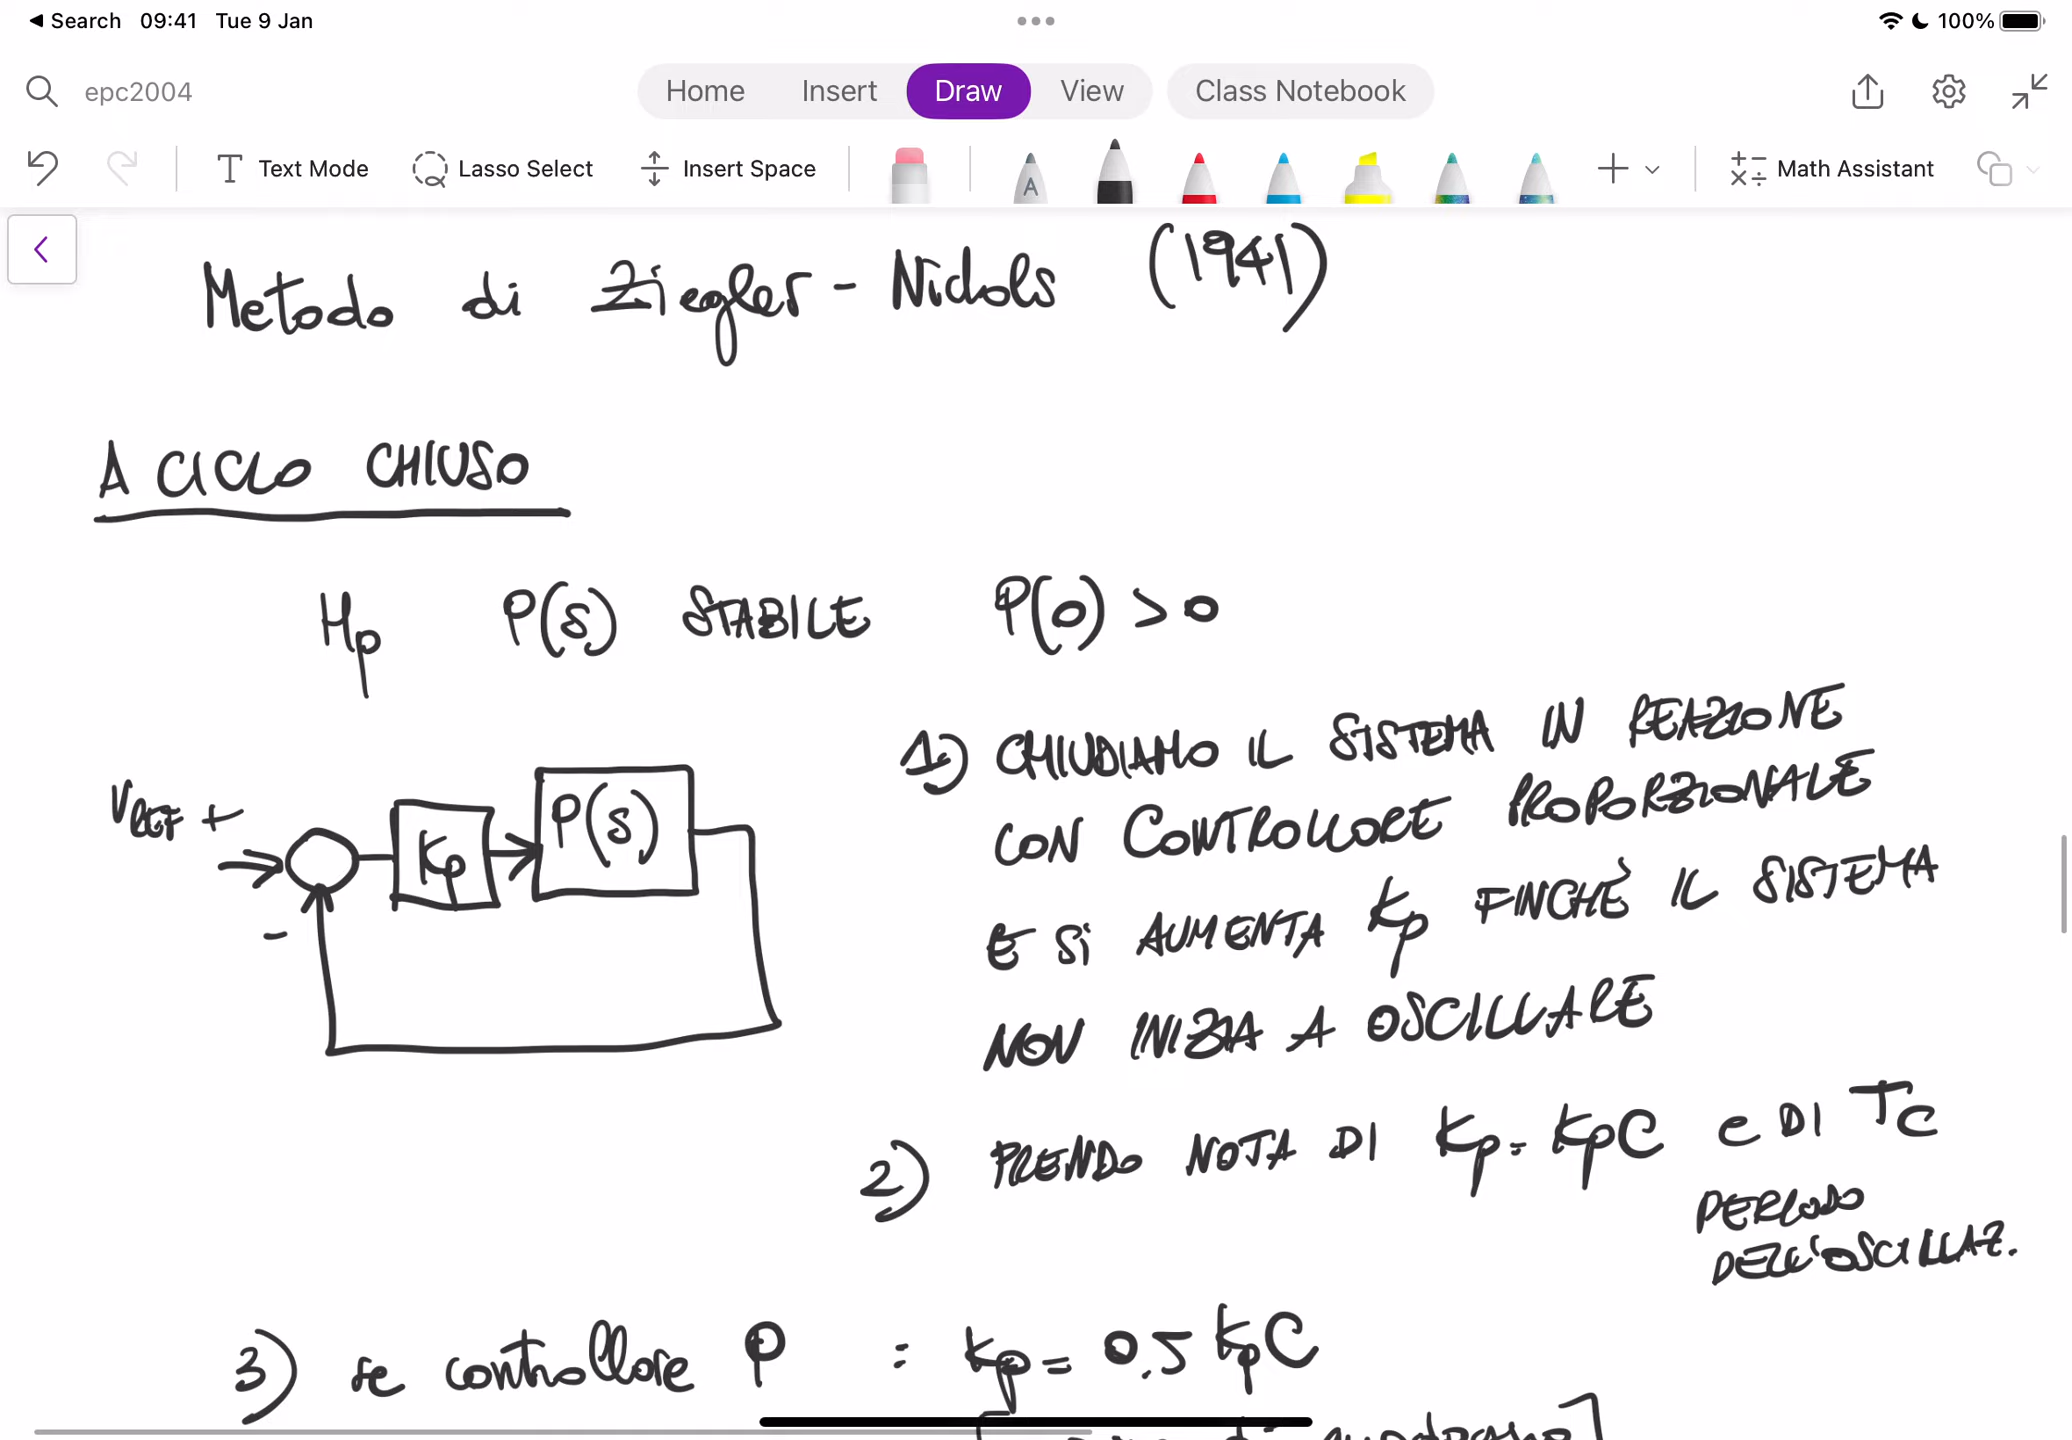 Search 09:41 Tue 9 Jan 100%
epc2004 Home Insert Draw View Class Notebook
Text Mode Lasso Select Insert Space A Math Assistant
Metodo di Ziegler - Nichols (1941)
A CICLO CHIUSO
Hp P(s) STABILE P(0) > 0
1) CHIUDIAMO IL SISTEMA IN REAZIONE
CON CONTROLLORE PROPORZIONALE
E SI AUMENTA Kp FINCHÈ IL SISTEMA
NON INIZIA A OSCILLARE
VREF +
Kp P(s)
-
2) PRENDO NOTA DI Kp = KpC e DI TC
PERIODO
DELL'OSCILLAZ.
3) se controllore P : Kp = 0.5 KpC